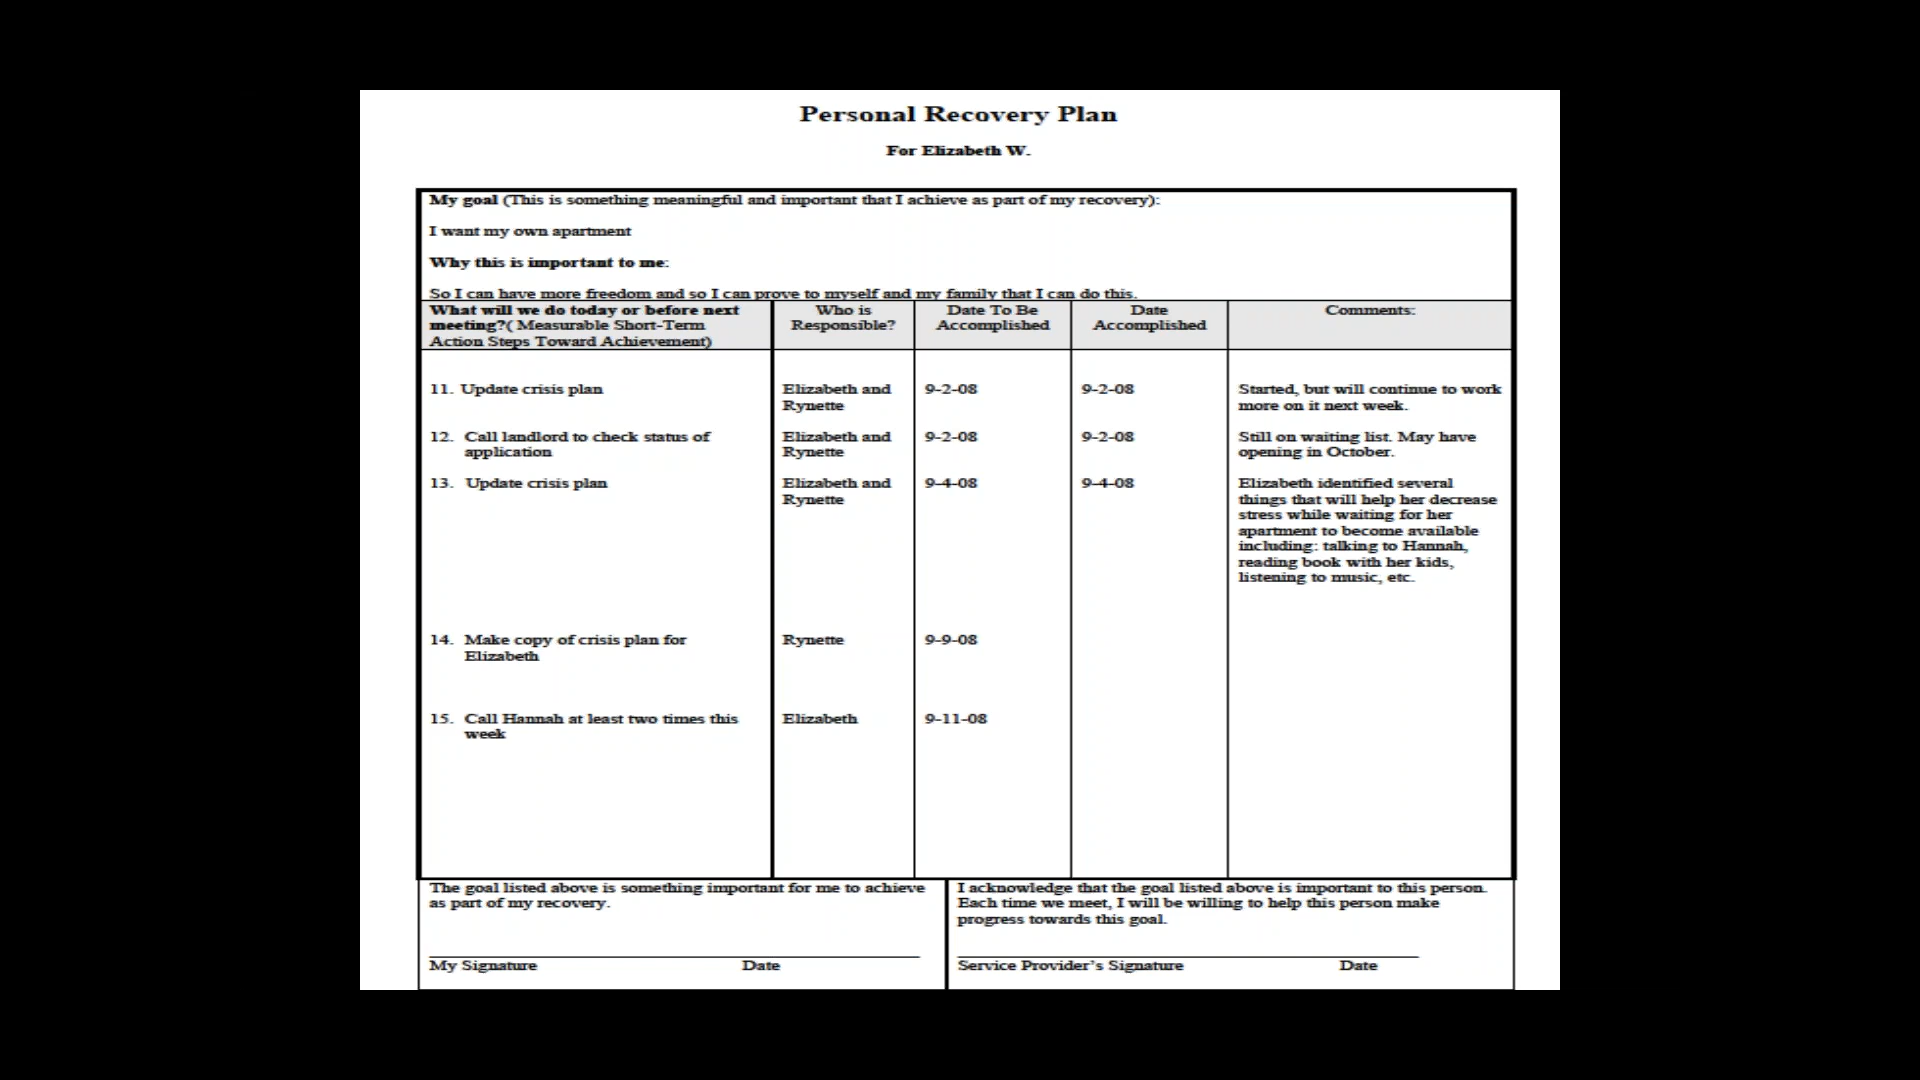 Personal Recovery Plan
For Elizabeth W.
My goal (This is something meaningful and important that I achieve as part of my recovery):
I want my own apartment
Why this is important to me:
So I can have more freedom and so I can prove to myself and my family that I can do this.
What will we do today or before next
meeting?( Measurable Short-Term
Action Steps Toward Achievement)
Who is
Responsible?
Date To Be
Accomplished
Date
Accomplished
Comments:
11. Update crisis plan
Elizabeth and
Rynette
9-2-08
9-2-08
Started, but will continue to work
more on it next week.
12. Call landlord to check status of
application
Elizabeth and
Rynette
9-2-08
9-2-08
Still on waiting list. May have
opening in October.
13. Update crisis plan
Elizabeth and
Rynette
9-4-08
9-4-08
Elizabeth identified several
things that will help her decrease
stress while waiting for her
apartment to become available
including: talking to Hannah,
reading book with her kids,
listening to music, etc.
14. Make copy of crisis plan for
Elizabeth
Rynette
9-9-08
15. Call Hannah at least two times this
week
Elizabeth
9-11-08
The goal listed above is something important for me to achieve
as part of my recovery.
My Signature Date
I acknowledge that the goal listed above is important to this person.
Each time we meet, I will be willing to help this person make
progress towards this goal.
Service Provider's Signature Date